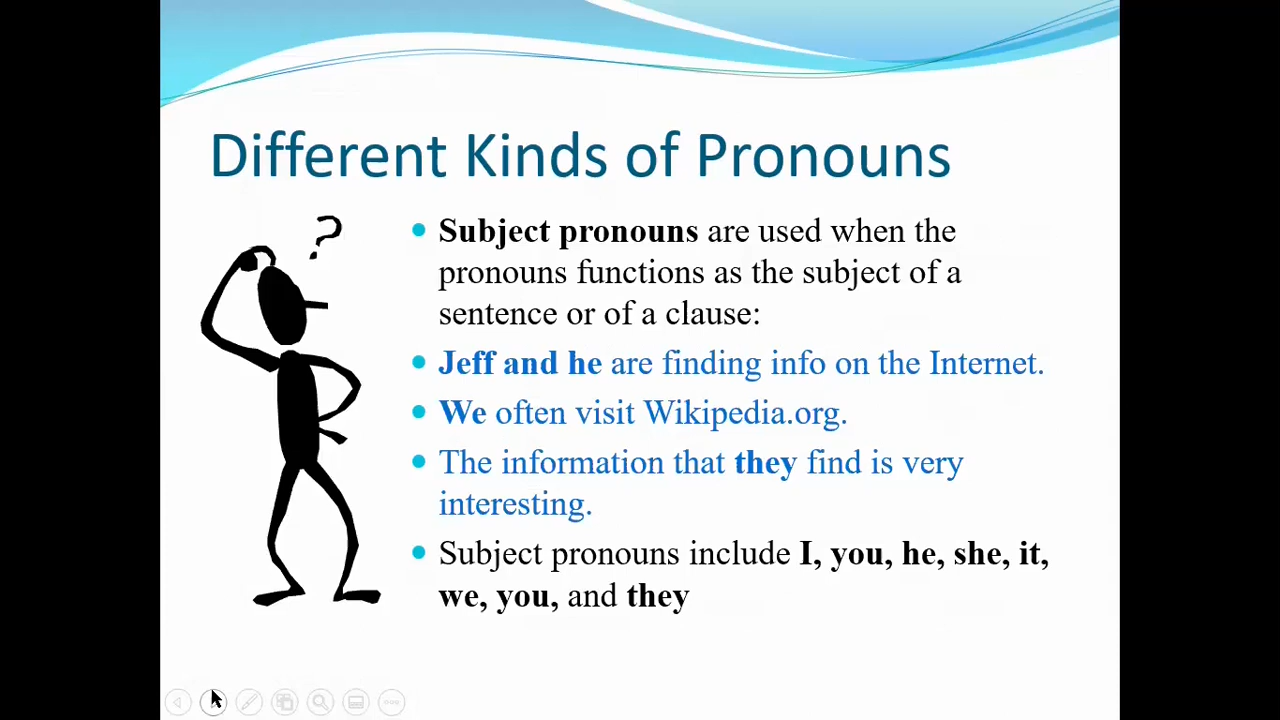 Different Kinds of Pronouns
?
Subject pronouns are used when the
pronouns functions as the subject of a
sentence or of a clause:
Jeff and he are finding info on the Internet.
We often visit Wikipedia.org.
The information that they find is very
interesting.
Subject pronouns include I, you, he, she, it,
we, you, and they